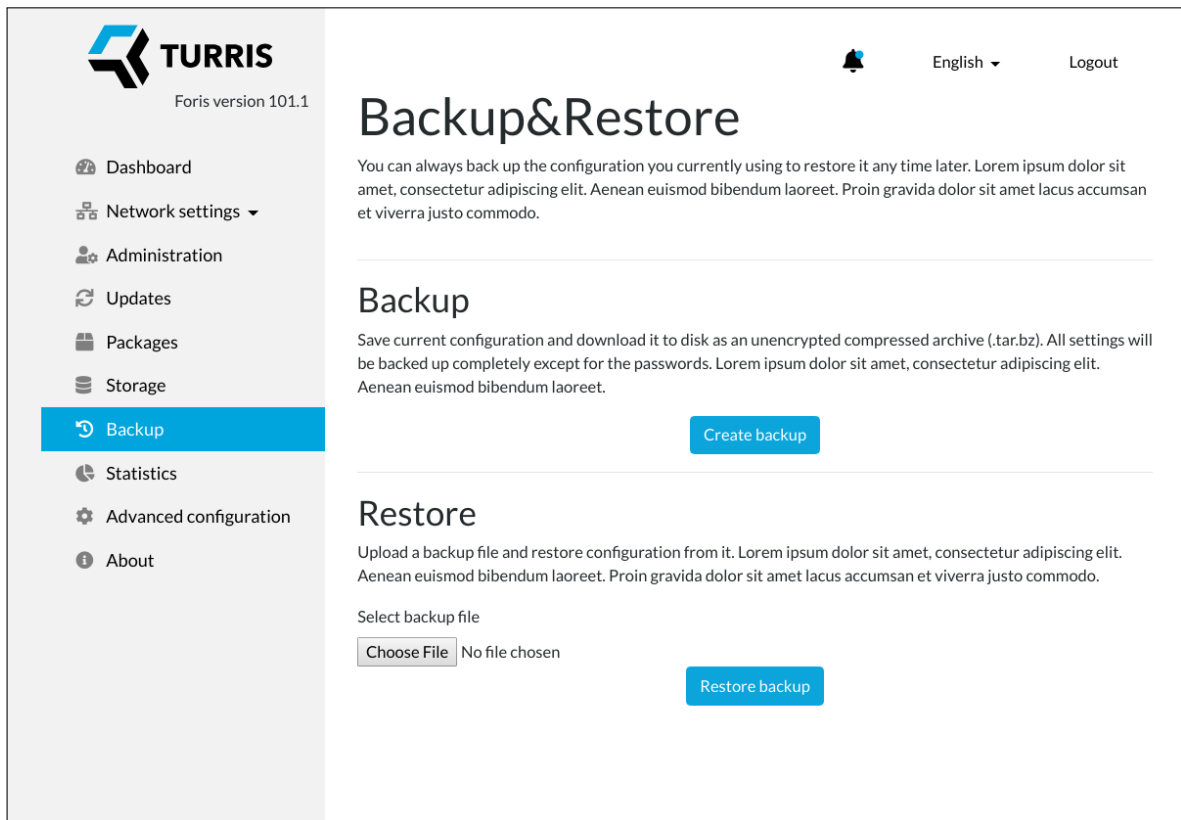 TURRIS
Foris version 101.1
English
Logout
Dashboard
Network settings
Administration
Updates
Packages
Storage
Backup
Statistics
Advanced configuration
About
Backup&Restore
You can always back up the configuration you currently using to restore it any time later. Lorem ipsum dolor sit
amet, consectetur adipiscing elit. Aenean euismod bibendum laoreet. Proin gravida dolor sit amet lacus accumsan
et viverra justo commodo.
Backup
Save current configuration and download it to disk as an unencrypted compressed archive (.tar.bz). All settings will
be backed up completely except for the passwords. Lorem ipsum dolor sit amet, consectetur adipiscing elit.
Aenean euismod bibendum laoreet.
Create backup
Restore
Upload a backup file and restore configuration from it. Lorem ipsum dolor sit amet, consectetur adipiscing elit.
Aenean euismod bibendum laoreet. Proin gravida dolor sit amet lacus accumsan et viverra justo commodo.
Select backup file
Choose File No file chosen
Restore backup